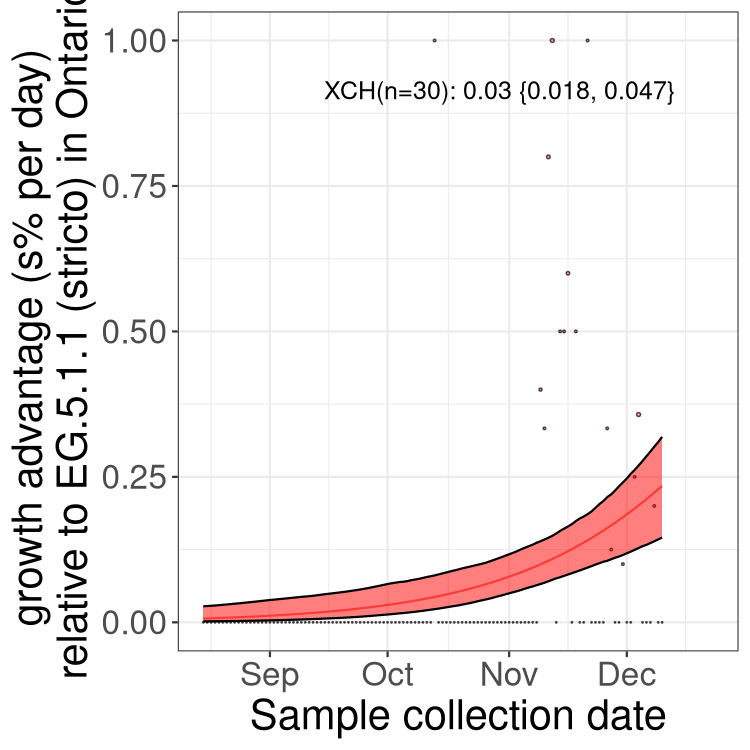 growth advantage (s% per day)
relative to EG.5.1.1 (stricto) in Ontario
1.00
0.75
0.50
0.25
0.00
XCH(n=30): 0.03 {0.018, 0.047}
Sep Oct Nov Dec
Sample collection date